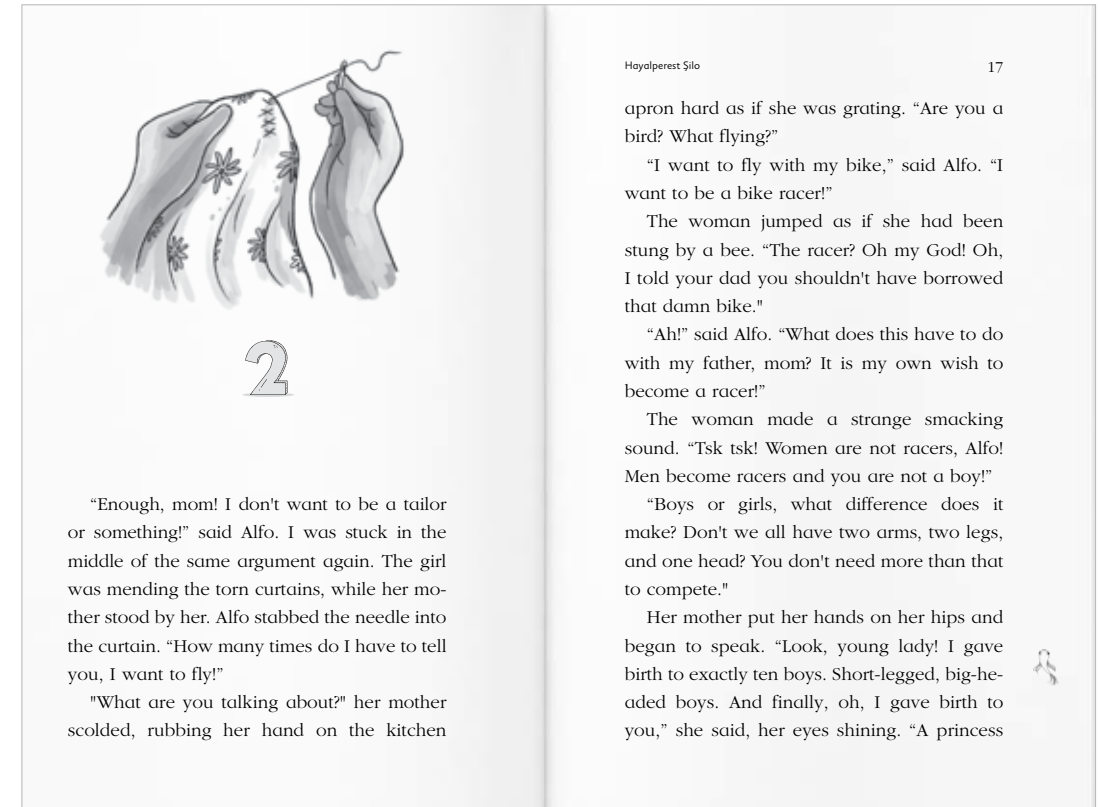 2
“Enough, mom! I don't want to be a tailor
or something!” said Alfo. I was stuck in the
middle of the same argument again. The girl
was mending the torn curtains, while her mo-
ther stood by her. Alfo stabbed the needle into
the curtain. “How many times do I have to tell
you, I want to fly!”
"What are you talking about?" her mother
scolded, rubbing her hand on the kitchen
Hayalperest Şilo
17
apron hard as if she was grating. “Are you a
bird? What flying?”
“I want to fly with my bike,” said Alfo. “I
want to be a bike racer!”
The woman jumped as if she had been
stung by a bee. “The racer? Oh my God! Oh,
I told your dad you shouldn't have borrowed
that damn bike."
“Ah!” said Alfo. “What does this have to do
with my father, mom? It is my own wish to
become a racer!”
The woman made a strange smacking
sound. “Tsk tsk! Women are not racers, Alfo!
Men become racers and you are not a boy!”
“Boys or girls, what difference does it
make? Don't we all have two arms, two legs,
and one head? You don't need more than that
to compete."
Her mother put her hands on her hips and
began to speak. “Look, young lady! I gave
birth to exactly ten boys. Short-legged, big-he-
aded boys. And finally, oh, I gave birth to
you,” she said, her eyes shining. “A princess